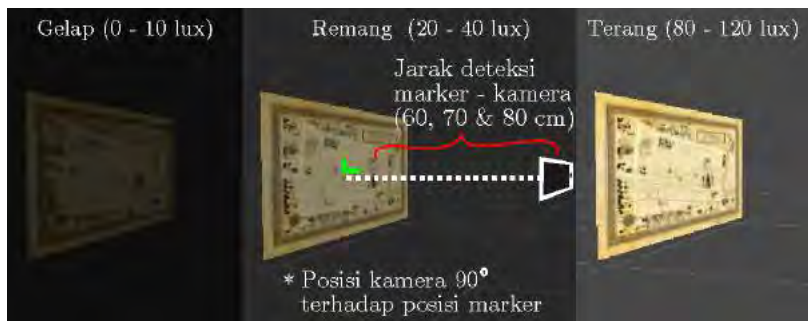 Gelap (0 - 10 lux)
Remang (20 - 40 lux)
Terang (80 - 120 lux)
Jarak deteksi
marker - kamera
(60, 70 & 80 cm)
* Posisi kamera 90°
terhadap posisi marker